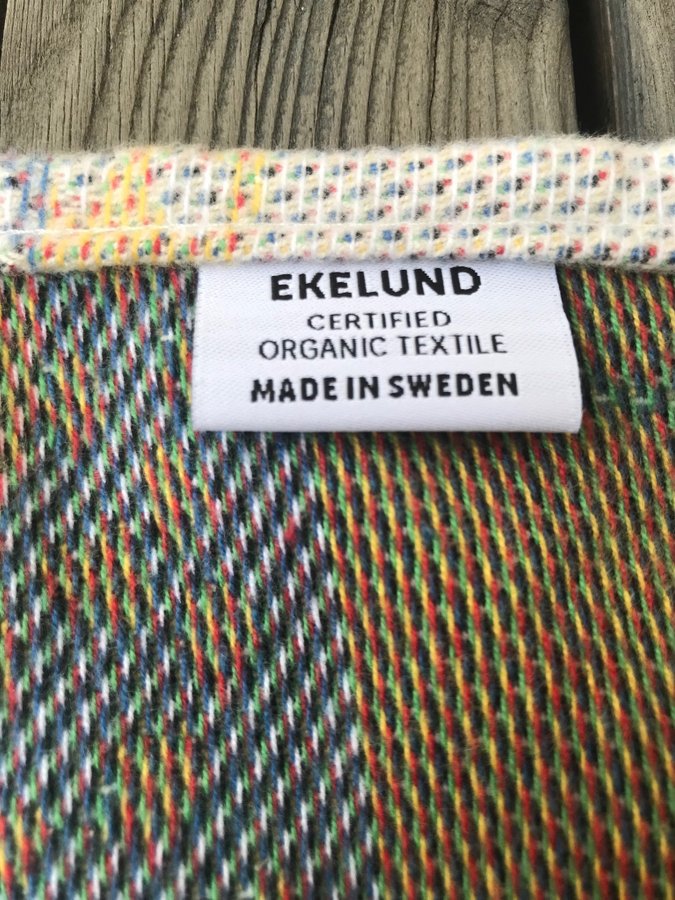 EKELUND
CERTIFIED
ORGANIC TEXTILE
MADE IN SWEDEN